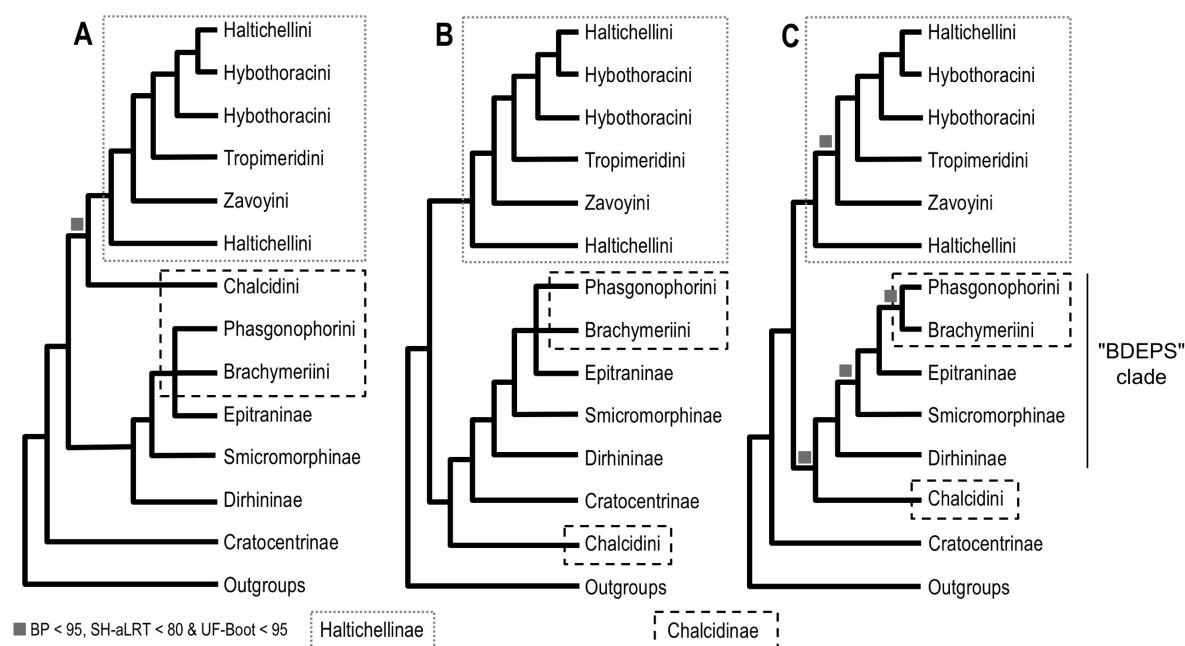 A
Haltichellini
Hybothoracini
Hybothoracini
Tropimeridini
Zavoyini
Haltichellini
Chalcidini
Phasgonophorini
Brachymeriini
Epitraninae
Smicromorphinae
Dirhininae
Cratocentrinae
Outgroups
B
Haltichellini
Hybothoracini
Hybothoracini
Tropimeridini
Zavoyini
Haltichellini
Phasgonophorini
Brachymeriini
Epitraninae
Smicromorphinae
Dirhininae
Cratocentrinae
Chalcidini
Outgroups
C
Haltichellini
Hybothoracini
Hybothoracini
Tropimeridini
Zavoyini
Haltichellini
Phasgonophorini
Brachymeriini
Epitraninae
Smicromorphinae
Dirhininae
Chalcidini
Cratocentrinae
Outgroups
"BDEPS"
clade
BP < 95, SH-aLRT < 80 & UF-Boot < 95
Haltichellinae
Chalcidinae